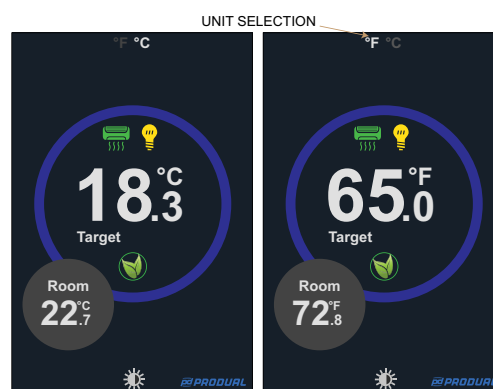 UNIT SELECTION
°F °C
18.3 °C
Target
Room
22.7 °C
PRODUAL
°F °C
65.0 °F
Target
Room
72.8 °F
PRODUAL